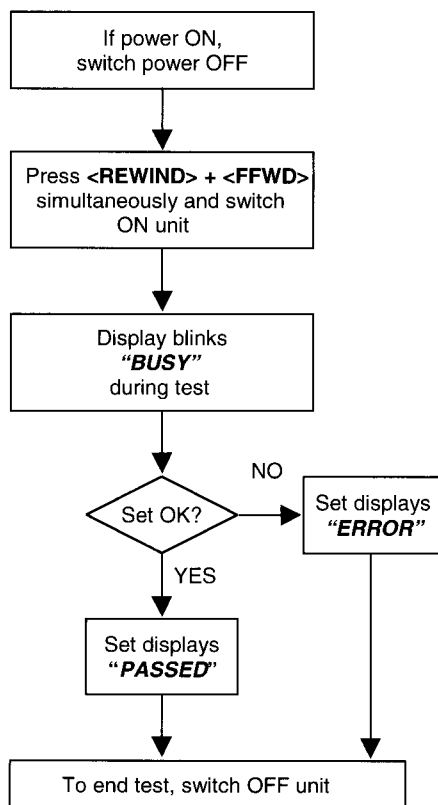 If power ON,
switch power OFF
Press <REWIND> + <FFWD>
simultaneously and switch
ON unit
Display blinks
“BUSY”
during test
Set OK?
NO
Set displays
“ERROR”
YES
Set displays
“PASSED”
To end test, switch OFF unit